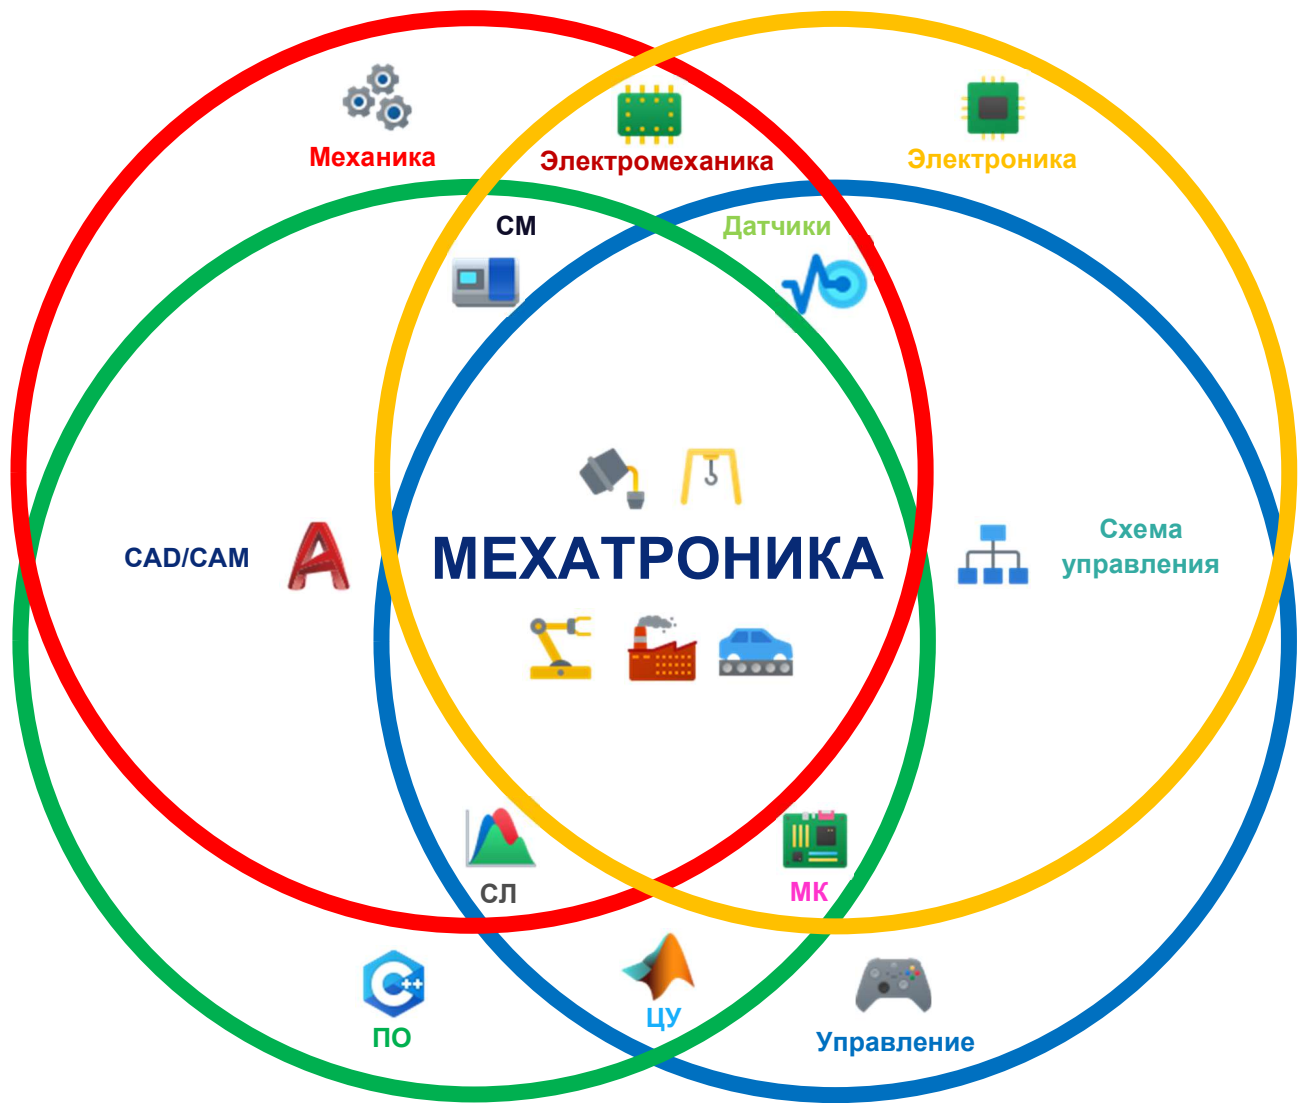 Механика
Электромеханика
Электроника
СМ
Датчики
CAD/CAM
МЕХАТРОНИКА
Схема
управления
СЛ
МК
ПО
ЦУ
Управление